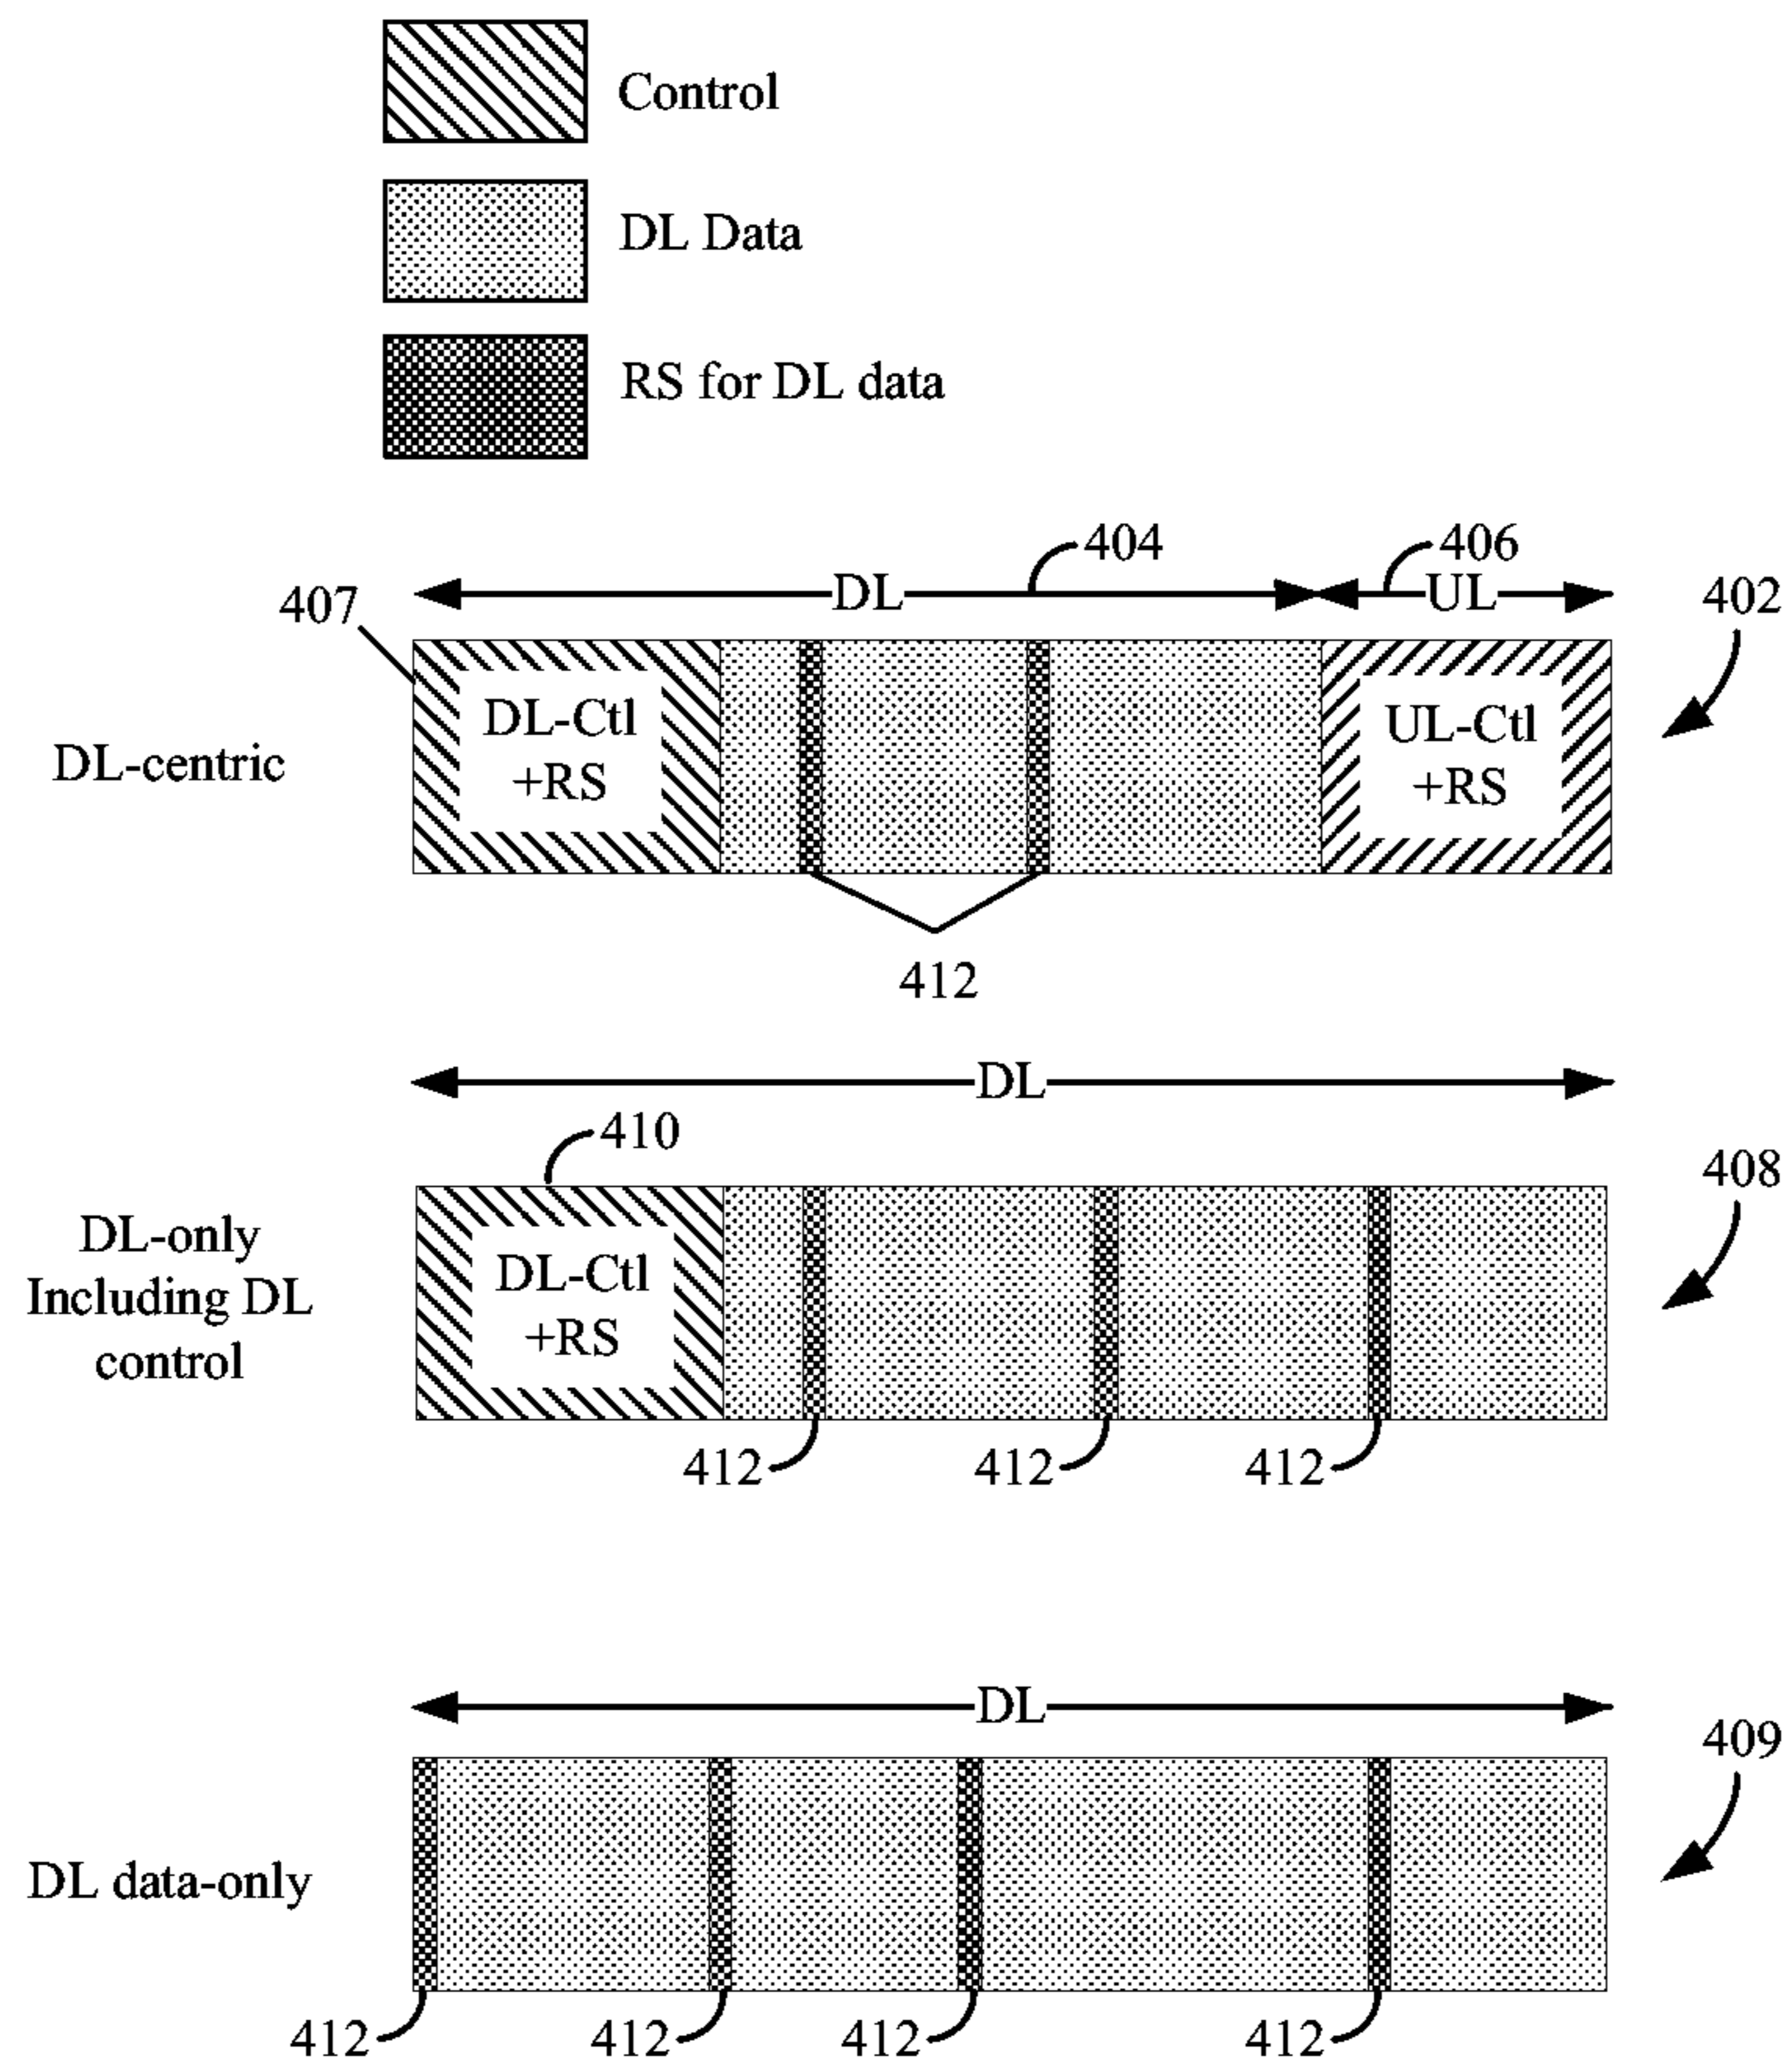 Control
DL Data
RS for DL data
404
406
DL
UL
407
402
DL-Ctl
+RS
UL-Ctl
+RS
DL-centric
412
DL
410
408
DL-only
Including DL
control
DL-Ctl
+RS
412
412
412
DL
409
DL data-only
412
412
412
412